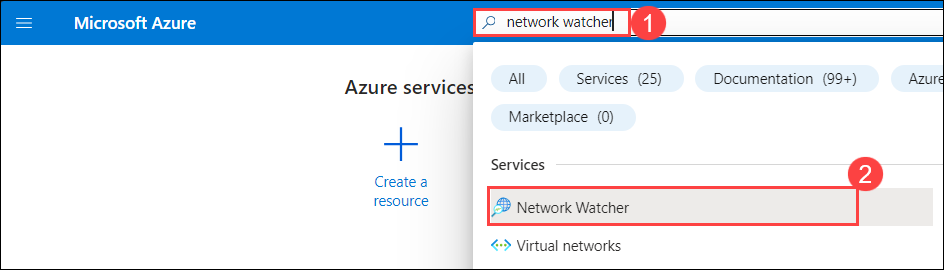 Microsoft Azure
network watcher
1
All
Services (25)
Documentation (99+)
Azure
Marketplace (0)
Azure services
Create a
resource
Services
2
Network Watcher
Virtual networks